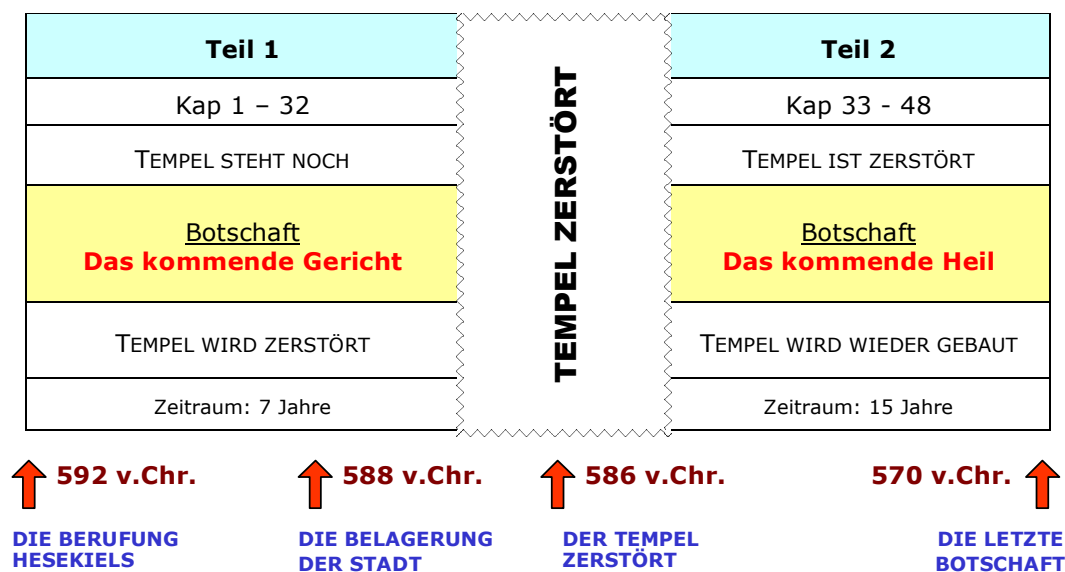 Teil 1
Kap 1 – 32
TEMPEL STEHT NOCH
Botschaft
Das kommende Gericht
TEMPEL WIRD ZERSTÖRT
Zeitraum: 7 Jahre
TEMPEL ZERSTÖRT
Teil 2
Kap 33 - 48
TEMPEL IST ZERSTÖRT
Botschaft
Das kommende Heil
TEMPEL WIRD WIEDER GEBAUT
Zeitraum: 15 Jahre
592 v.Chr.
DIE BERUFUNG
HESEKIELS
588 v.Chr.
DIE BELAGERUNG
DER STADT
586 v.Chr.
DER TEMPEL
ZERSTÖRT
570 v.Chr.
DIE LETZTE
BOTSCHAFT